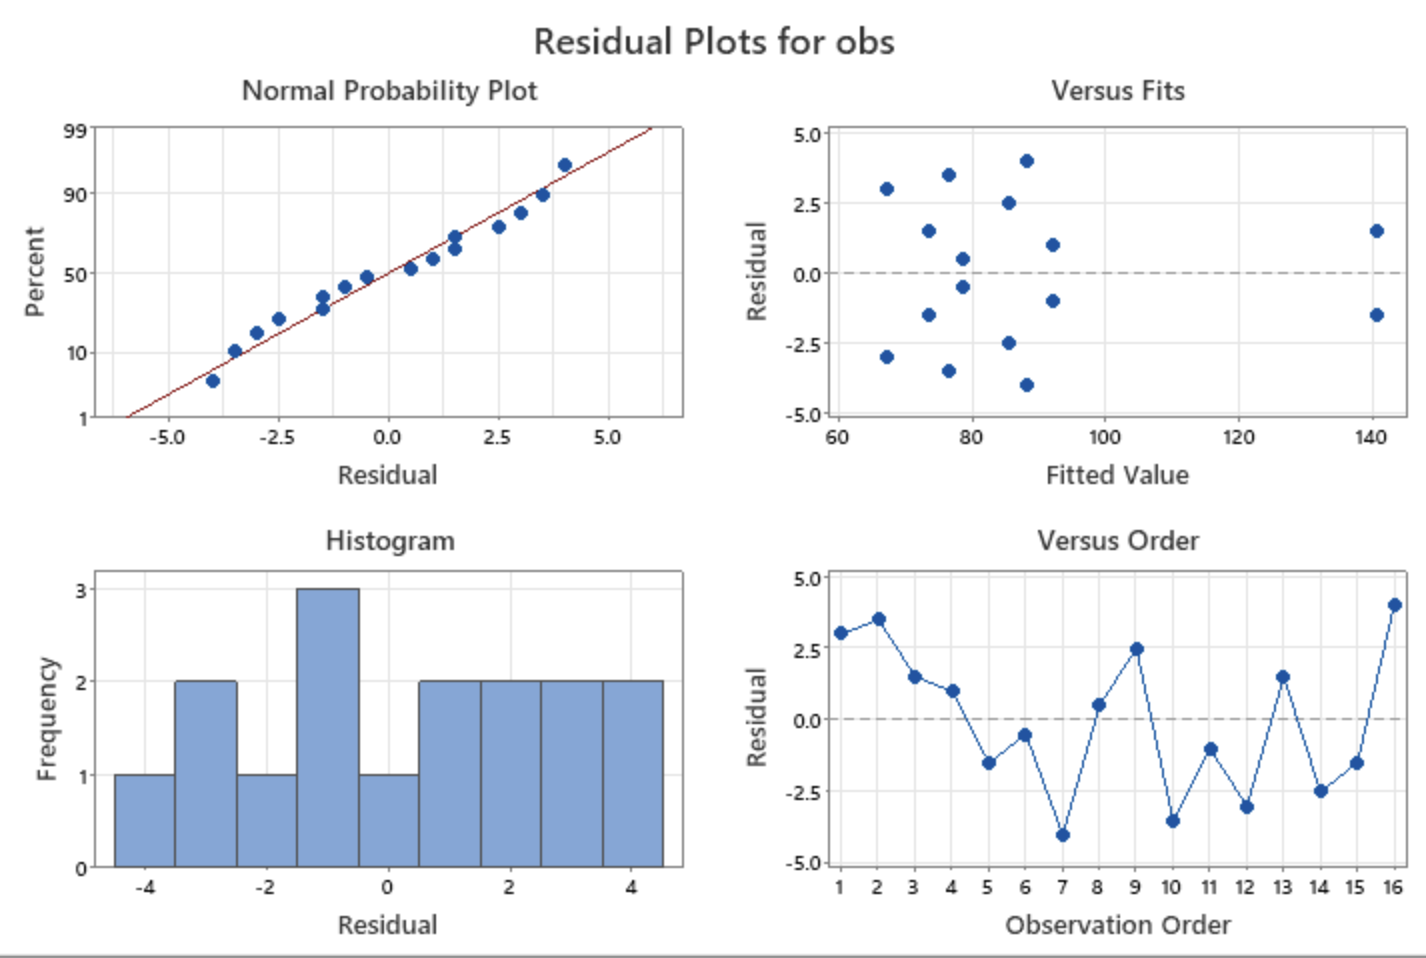 Residual Plots for obs
Normal Probability Plot
99
90
50
10
1
Percent
-5.0 -2.5 0.0 2.5 5.0
Residual
Versus Fits
5.0
2.5
0.0
-2.5
-5.0
Residual
60 80 100 120 140
Fitted Value
Histogram
3
2
1
0
Frequency
-4 -2 0 2 4
Residual
Versus Order
5.0
2.5
0.0
-2.5
-5.0
Residual
1 2 3 4 5 6 7 8 9 10 11 12 13 14 15 16
Observation Order